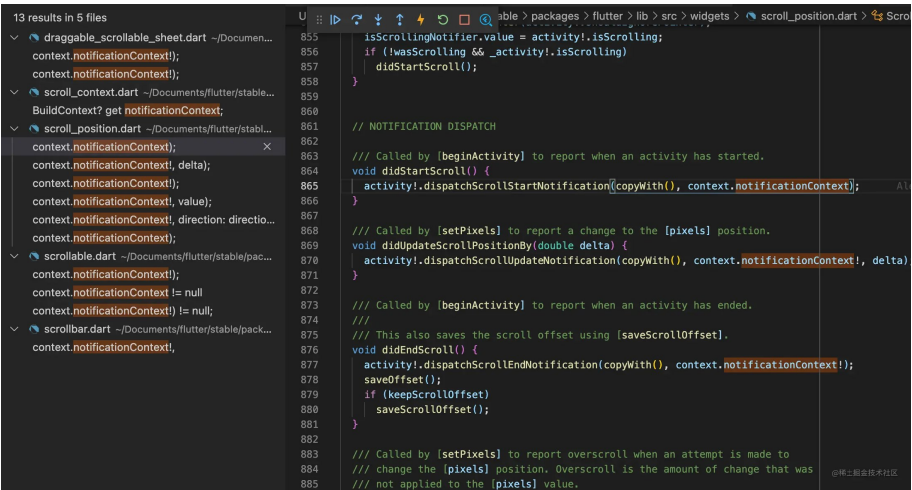 13 results in 5 files
draggable_scrollable_sheet.dart ~/Documen...
context.notificationContext!);
context.notificationContext!);
scroll_context.dart ~/Documents/flutter/stable...
BuildContext? get notificationContext;
scroll_position.dart ~/Documents/flutter/stabl...
context.notificationContext);
context.notificationContext!, delta);
context.notificationContext!);
context.notificationContext!, value);
context.notificationContext!, direction: directio...
context.notificationContext);
scrollable.dart ~/Documents/flutter/stable/pac...
context.notificationContext!);
context.notificationContext != null
context.notificationContext!) != null;
scrollbar.dart ~/Documents/flutter/stable/pack...
context.notificationContext!,
U able > packages > flutter > lib > src > widgets > scroll_position.dart > Scrol
855 isScrollingNotifier.value = activity!.isScrolling;
856 if (!wasScrolling && _activity!.isScrolling)
857 didStartScroll();
858 }
859
860
861 // NOTIFICATION DISPATCH
862
863 /// Called by [beginActivity] to report when an activity has started.
864 void didStartScroll() {
865 activity!.dispatchScrollStartNotification(copyWith(), context.notificationContext); Ale
866 }
867
868 /// Called by [setPixels] to report a change to the [pixels] position.
869 void didUpdateScrollPositionBy(double delta) {
870 activity!.dispatchScrollUpdateNotification(copyWith(), context.notificationContext!, delta)
871 }
872
873 /// Called by [beginActivity] to report when an activity has ended.
874 ///
875 /// This also saves the scroll offset using [saveScrollOffset].
876 void didEndScroll() {
877 activity!.dispatchScrollEndNotification(copyWith(), context.notificationContext!);
878 saveOffset();
879 if (keepScrollOffset)
880 saveScrollOffset();
881 }
882
883 /// Called by [setPixels] to report overscroll when an attempt is made to
884 /// change the [pixels] position. Overscroll is the amount of change that was
885 /// not applied to the [pixels] value.
@稀土掘金技术社区